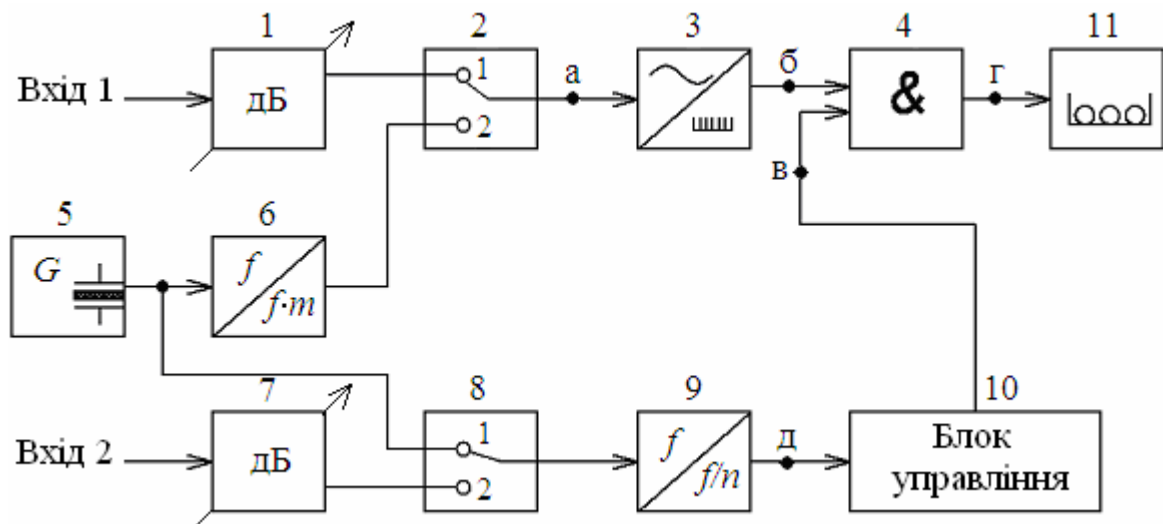 1 2 3 4 11
Вхід 1 дБ 1 2 а б & г
в
5 6
G f f·m
7 8 9 10
Вхід 2 дБ 1 2 f f/n д Блок
управління